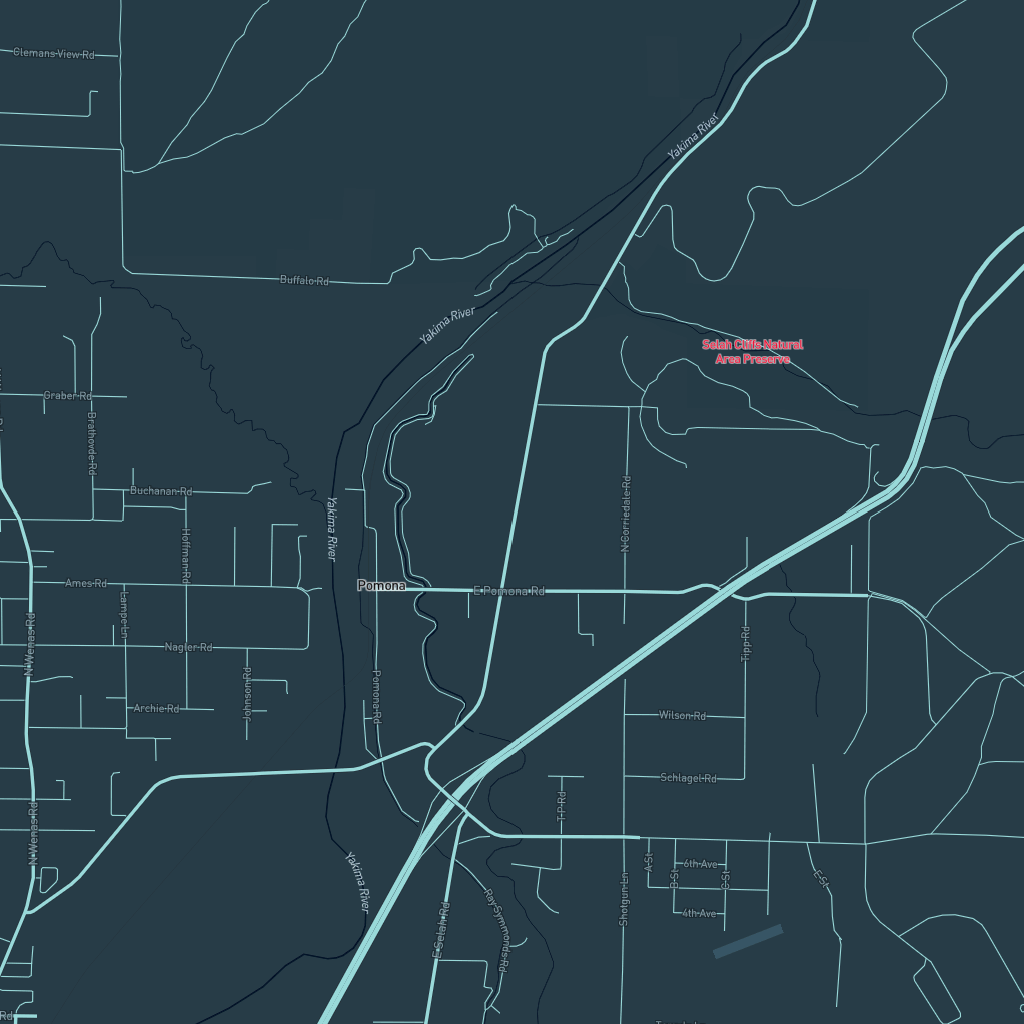 Clemans View Rd
Yakima River
Buffalo Rd
Yakima River
Selah Cliffs Natural
Area Preserve
Graber Rd
Brathovde Rd
Buchanan Rd
Yakima River
N Corriedale Rd
Hoffman Rd
Ames Rd
Pomona
E Pomona Rd
Lampe Ln
N Wenas Rd
Nagler Rd
Tipp Rd
Johnson Rd
Pomona Rd
Archie Rd
Wilson Rd
Schlagel Rd
T P Rd
N Wenas Rd
Yakima River
A St
6th Ave
B St
C St
E St
Shotgun Ln
4th Ave
Ray Symmonds Rd
E Selah Rd
Rd